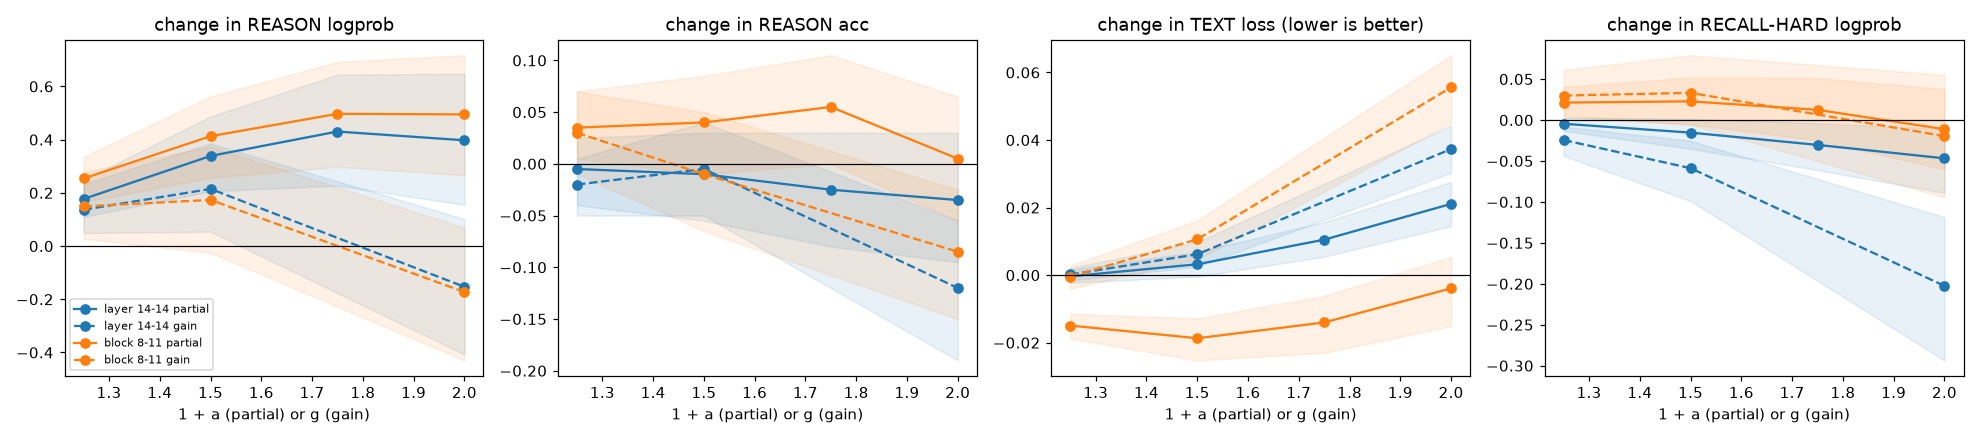 change in REASON logprob
0.6
0.4
0.2
0.0
−0.2
−0.4
layer 14-14 partial
layer 14-14 gain
block 8-11 partial
block 8-11 gain
1.3 1.4 1.5 1.6 1.7 1.8 1.9 2.0
1 + a (partial) or g (gain)
change in REASON acc
0.10
0.05
0.00
−0.05
−0.10
−0.15
−0.20
1.3 1.4 1.5 1.6 1.7 1.8 1.9 2.0
1 + a (partial) or g (gain)
change in TEXT loss (lower is better)
0.06
0.04
0.02
0.00
−0.02
1.3 1.4 1.5 1.6 1.7 1.8 1.9 2.0
1 + a (partial) or g (gain)
change in RECALL-HARD logprob
0.05
0.00
−0.05
−0.10
−0.15
−0.20
−0.25
−0.30
1.3 1.4 1.5 1.6 1.7 1.8 1.9 2.0
1 + a (partial) or g (gain)